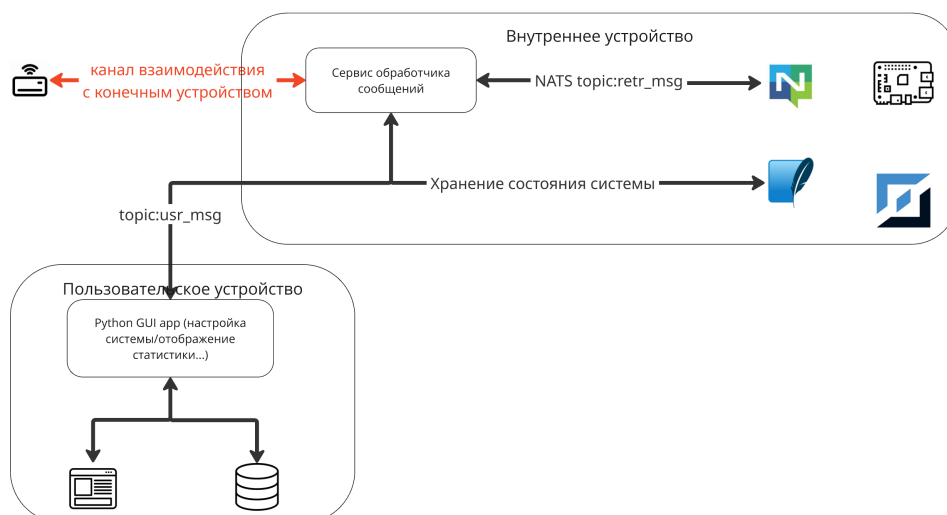 Внутреннее устройство
канал взаимодействия
с конечным устройством
Сервис обработчика
сообщений
NATS topic:retr_msg
Хранение состояния системы
topic:usr_msg
Пользовательское устройство
Python GUI app (настройка
системы/отображение
статистики...)